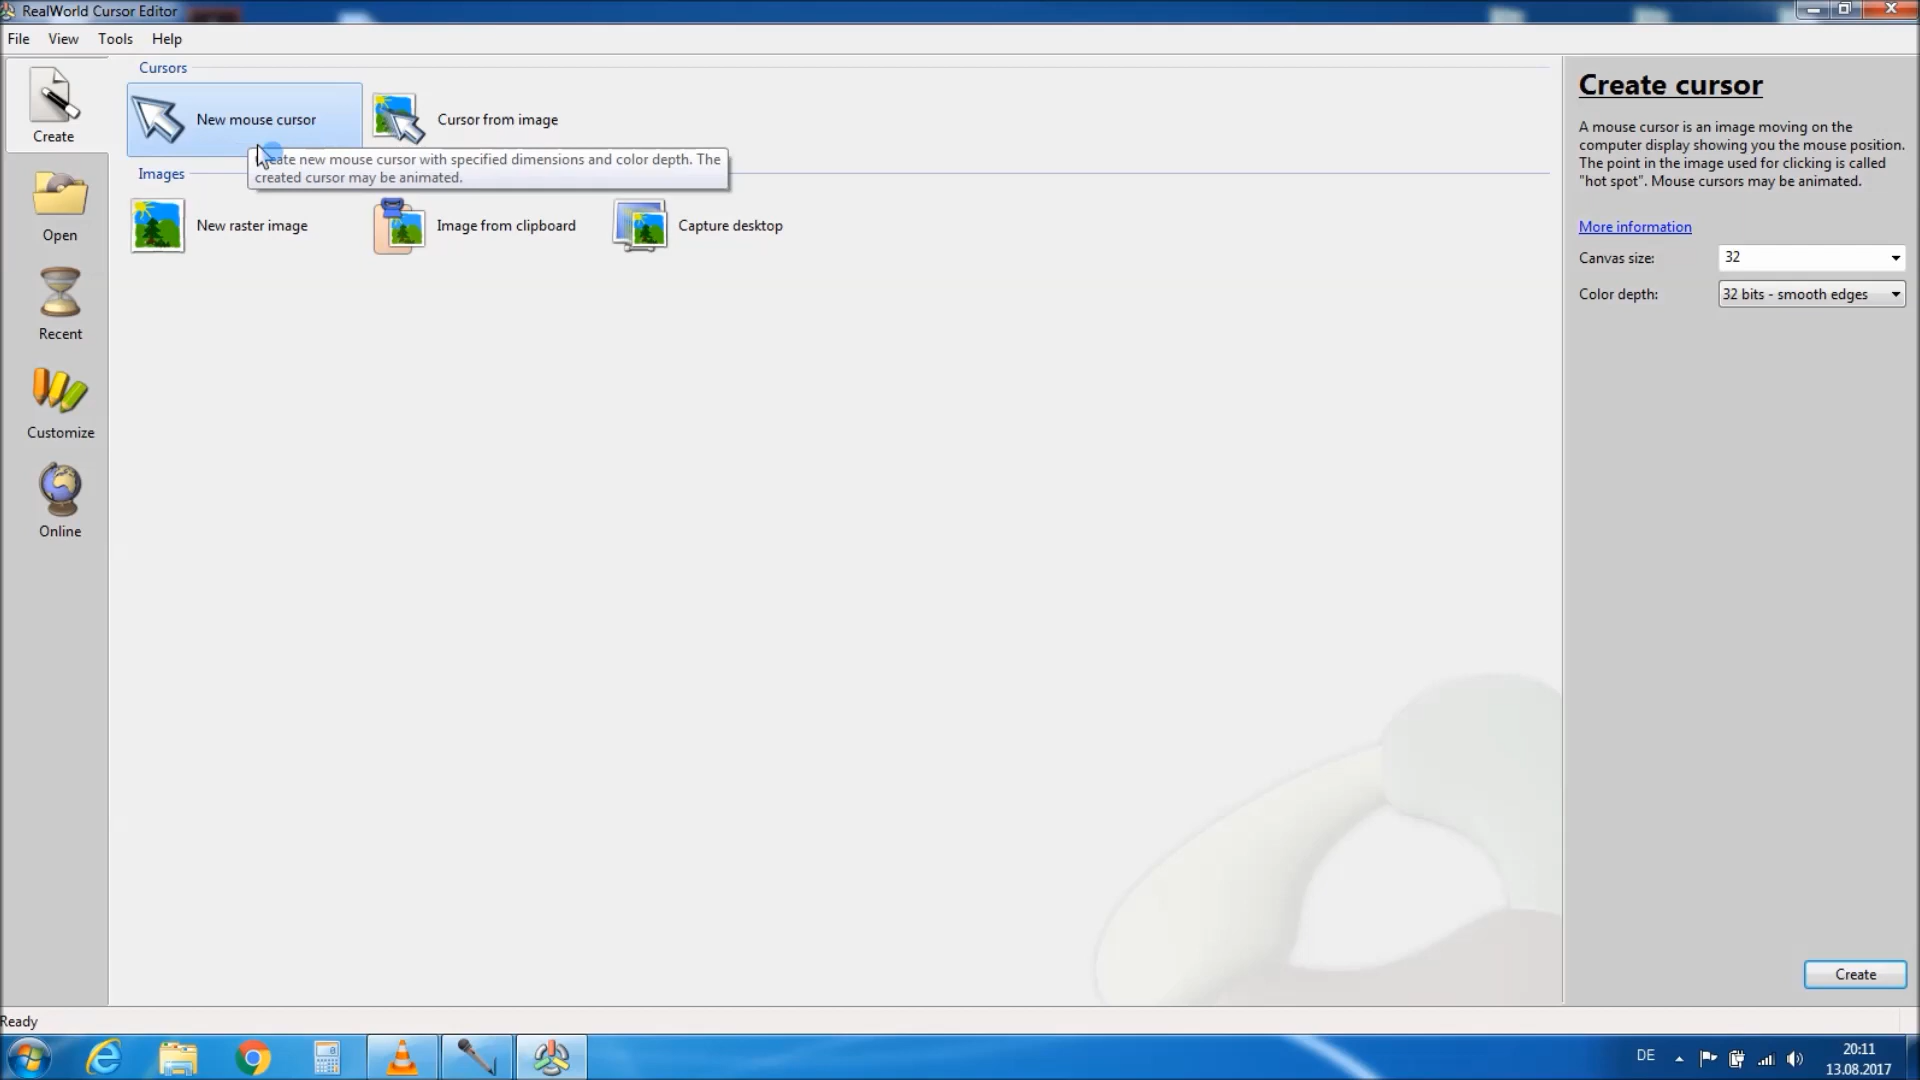 RealWorld Cursor Editor
File View Tools Help
Cursors
Create
New mouse cursor
Cursor from image
eate new mouse cursor with specified dimensions and color depth. The
created cursor may be animated.
Images
New raster image
Image from clipboard
Capture desktop
Open
Recent
Customize
Online
Create cursor
A mouse cursor is an image moving on the
computer display showing you the mouse position.
The point in the image used for clicking is called
"hot spot". Mouse cursors may be animated.
More information
Canvas size: 32
Color depth: 32 bits - smooth edges
Create
Ready
DE
20:11
13.08.2017